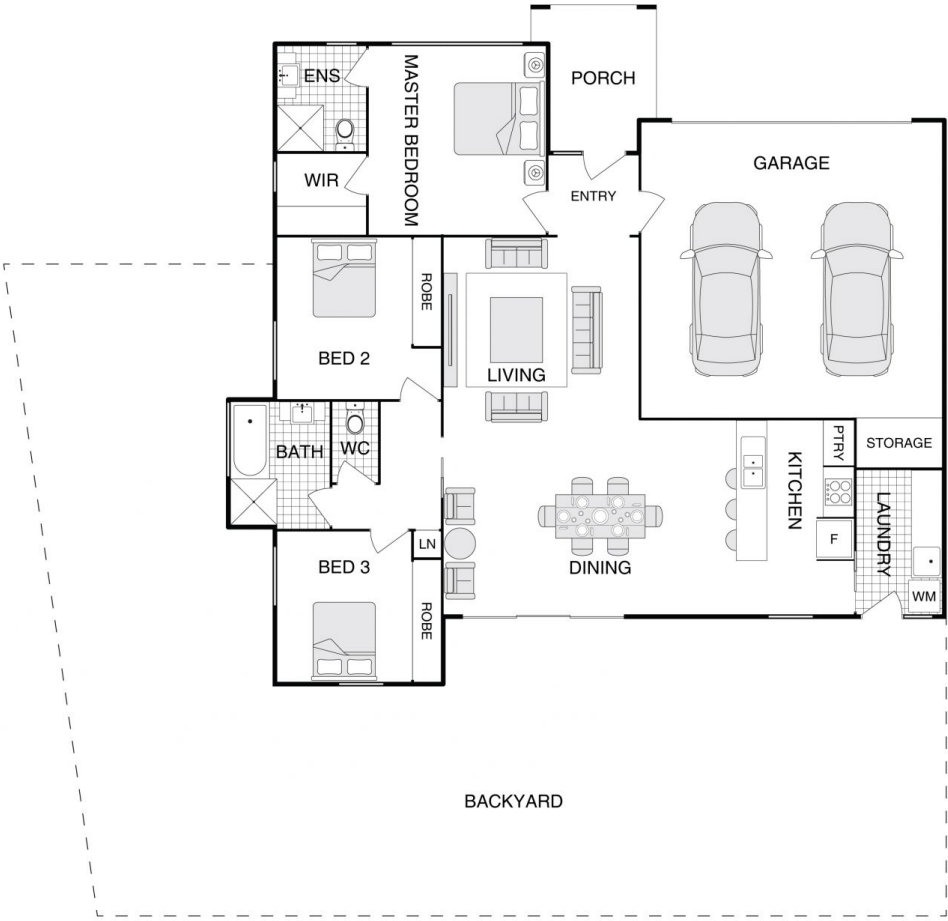 PORCH
ENS
MASTER BEDROOM
GARAGE
WIR
ENTRY
ROBE
BED 2
LIVING
BATH
WC
PTRY
STORAGE
KITCHEN
LAUNDRY
F
LN
BED 3
DINING
WM
ROBE
BACKYARD